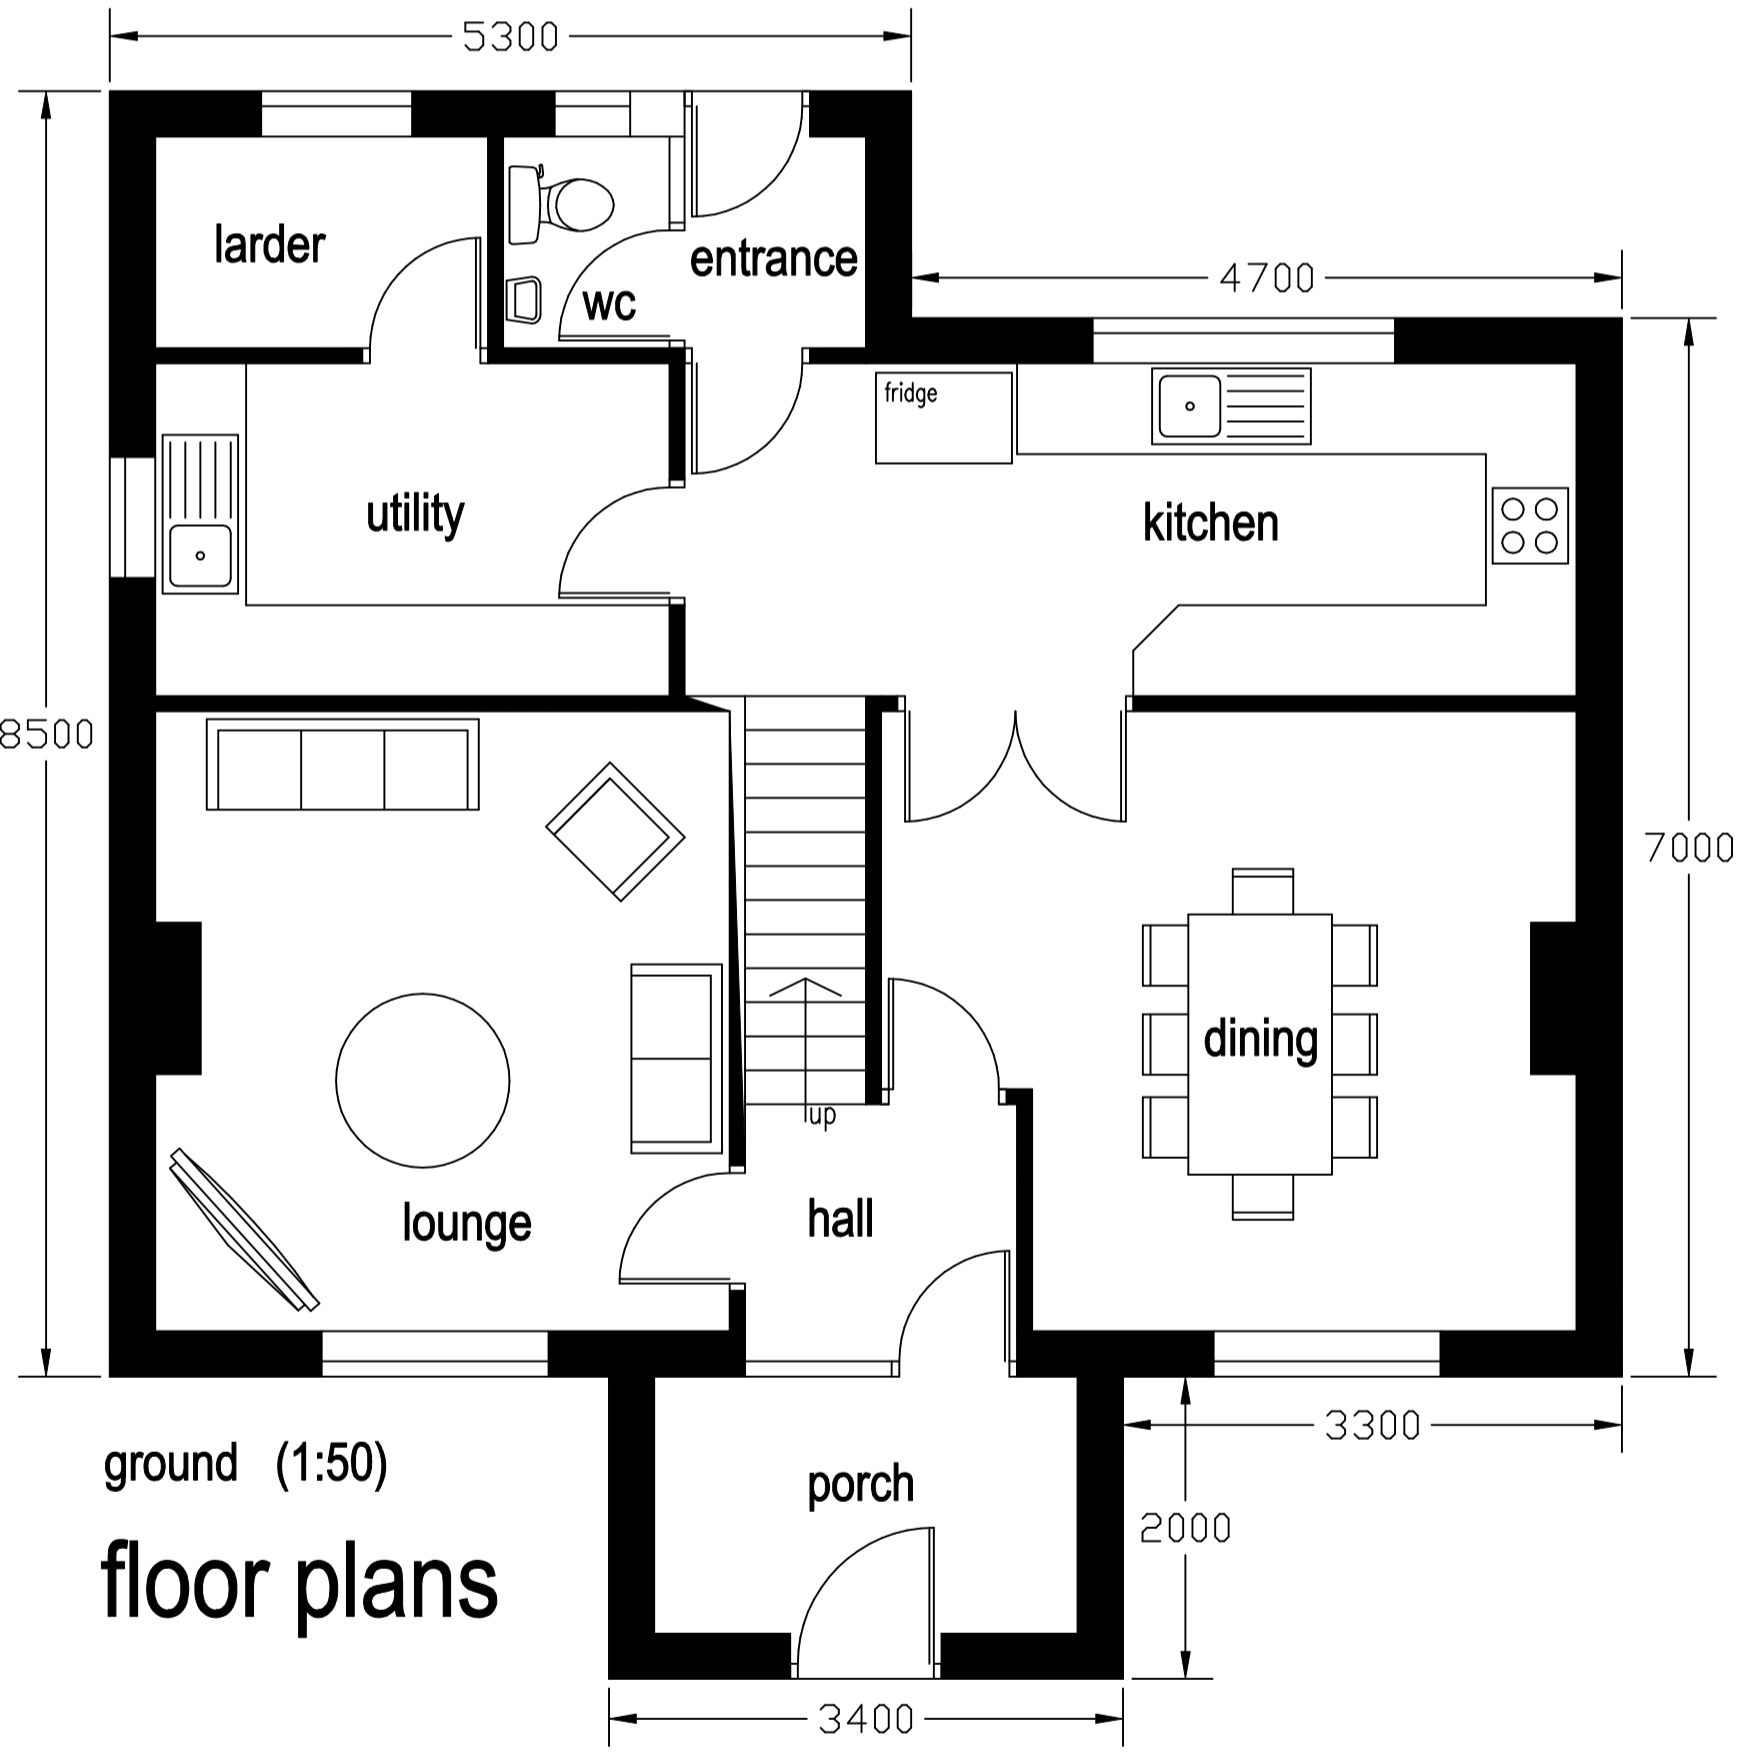 5300
larder
entrance
wc
4700
fridge
utility
kitchen
8500
7000
dining
up
lounge
hall
3300
ground (1:50)
porch
2000
floor plans
3400